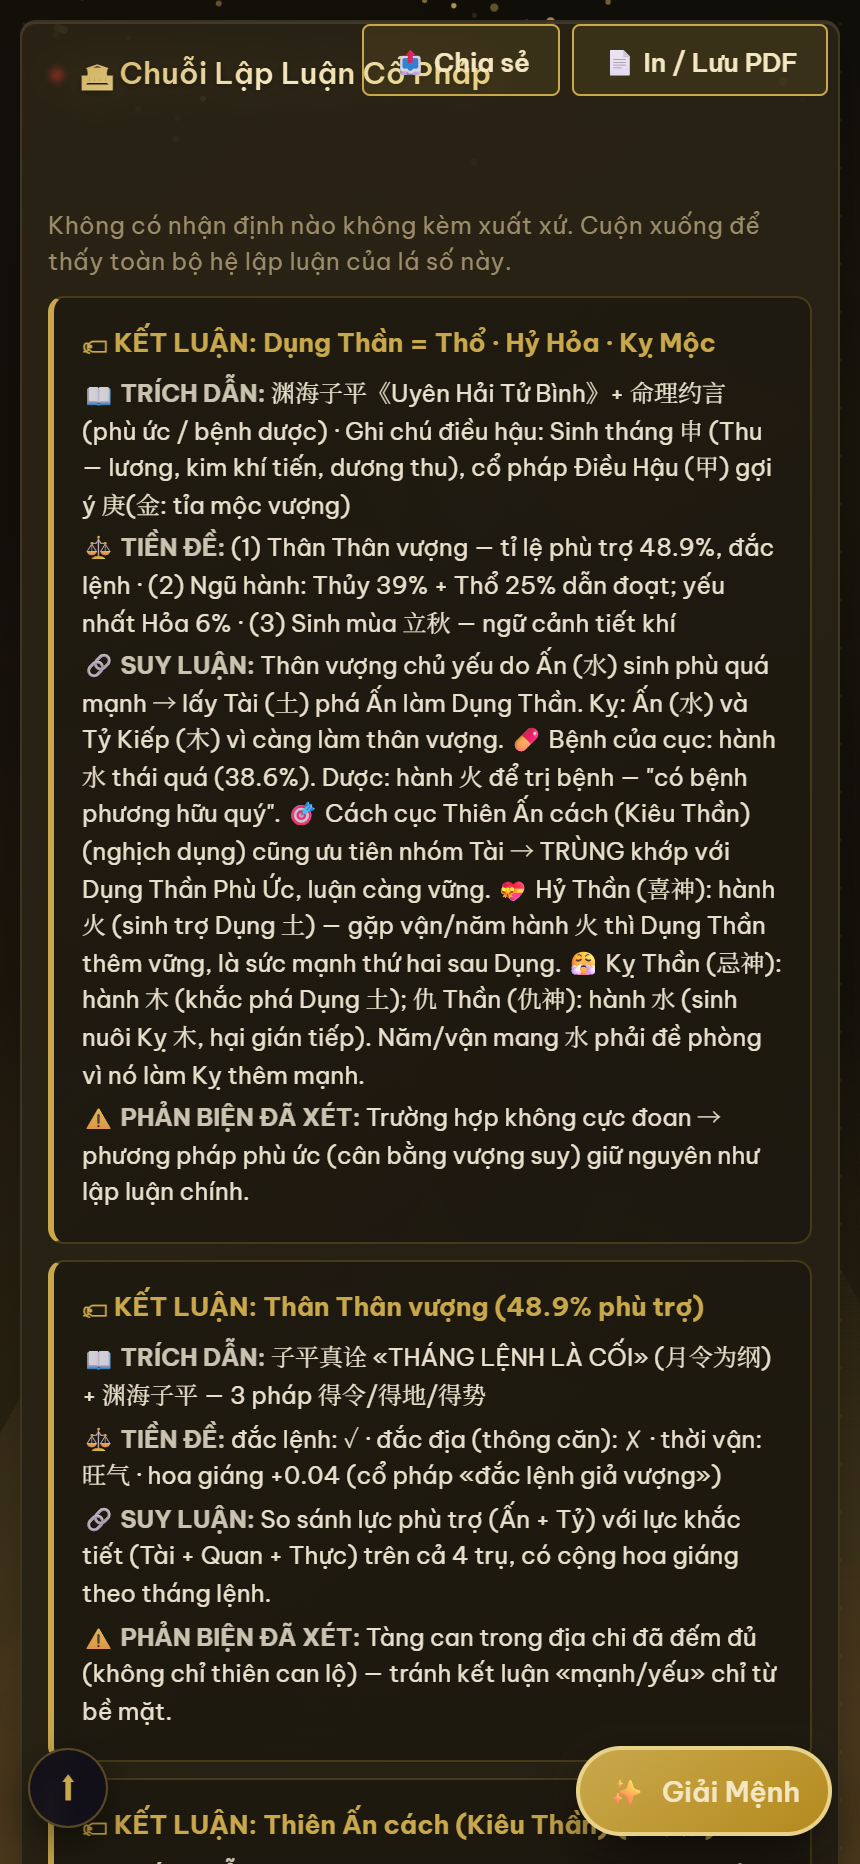 Chuỗi Lập Luận Cổ Pháp
Chia sẻ
In / Lưu PDF
Không có nhận định nào không kèm xuất xứ. Cuộn xuống để
thấy toàn bộ hệ lập luận của lá số này.
KẾT LUẬN: Dụng Thần = Thổ · Hỷ Hỏa · Kỵ Mộc
TRÍCH DẪN: 渊海子平《Uyên Hải Tử Bình》+ 命理约言
(phù ức / bệnh dược) · Ghi chú điều hậu: Sinh tháng 申 (Thu
— lương, kim khí tiến, dương thu), cổ pháp Điều Hậu (甲) gợi
ý 庚(金: tỉa mộc vượng)
TIỀN ĐỀ: (1) Thân Thân vượng — tỉ lệ phù trợ 48.9%, đắc
lệnh · (2) Ngũ hành: Thủy 39% + Thổ 25% dẫn đoạt; yếu
nhất Hỏa 6% · (3) Sinh mùa 立秋 — ngữ cảnh tiết khí
SUY LUẬN: Thân vượng chủ yếu do Ấn (水) sinh phù quá
mạnh → lấy Tài (土) phá Ấn làm Dụng Thần. Kỵ: Ấn (水) và
Tỷ Kiếp (木) vì càng làm thân vượng. 💊 Bệnh của cục: hành
水 thái quá (38.6%). Dược: hành 火 để trị bệnh — "có bệnh
phương hữu quý". 🎯 Cách cục Thiên Ấn cách (Kiêu Thần)
(nghịch dụng) cũng ưu tiên nhóm Tài → TRÙNG khớp với
Dụng Thần Phù Ức, luận càng vững. 💝 Hỷ Thần (喜神): hành
火 (sinh trợ Dụng 土) — gặp vận/năm hành 火 thì Dụng Thần
thêm vững, là sức mạnh thứ hai sau Dụng. 😤 Kỵ Thần (忌神):
hành 木 (khắc phá Dụng 土); 仇 Thần (仇神): hành 水 (sinh
nuôi Kỵ 木, hại gián tiếp). Năm/vận mang 水 phải đề phòng
vì nó làm Kỵ thêm mạnh.
PHẢN BIỆN ĐÃ XÉT: Trường hợp không cực đoan →
phương pháp phù ức (cân bằng vượng suy) giữ nguyên như
lập luận chính.
KẾT LUẬN: Thân Thân vượng (48.9% phù trợ)
TRÍCH DẪN: 子平真诠 «THÁNG LỆNH LÀ CỐI» (月令为纲)
+ 渊海子平 — 3 pháp 得令/得地/得势
TIỀN ĐỀ: đắc lệnh: ✓ · đắc địa (thông căn): ✗ · thời vận:
旺气 · hoa giáng +0.04 (cổ pháp «đắc lệnh giả vượng»)
SUY LUẬN: So sánh lực phù trợ (Ấn + Tỷ) với lực khắc
tiết (Tài + Quan + Thực) trên cả 4 trụ, có cộng hoa giáng
theo tháng lệnh.
PHẢN BIỆN ĐÃ XÉT: Tàng can trong địa chi đã đếm đủ
(không chỉ thiên can lộ) — tránh kết luận «mạnh/yếu» chỉ từ
bề mặt.
Giải Mệnh
KẾT LUẬN: Thiên Ấn cách (Kiêu Thần)